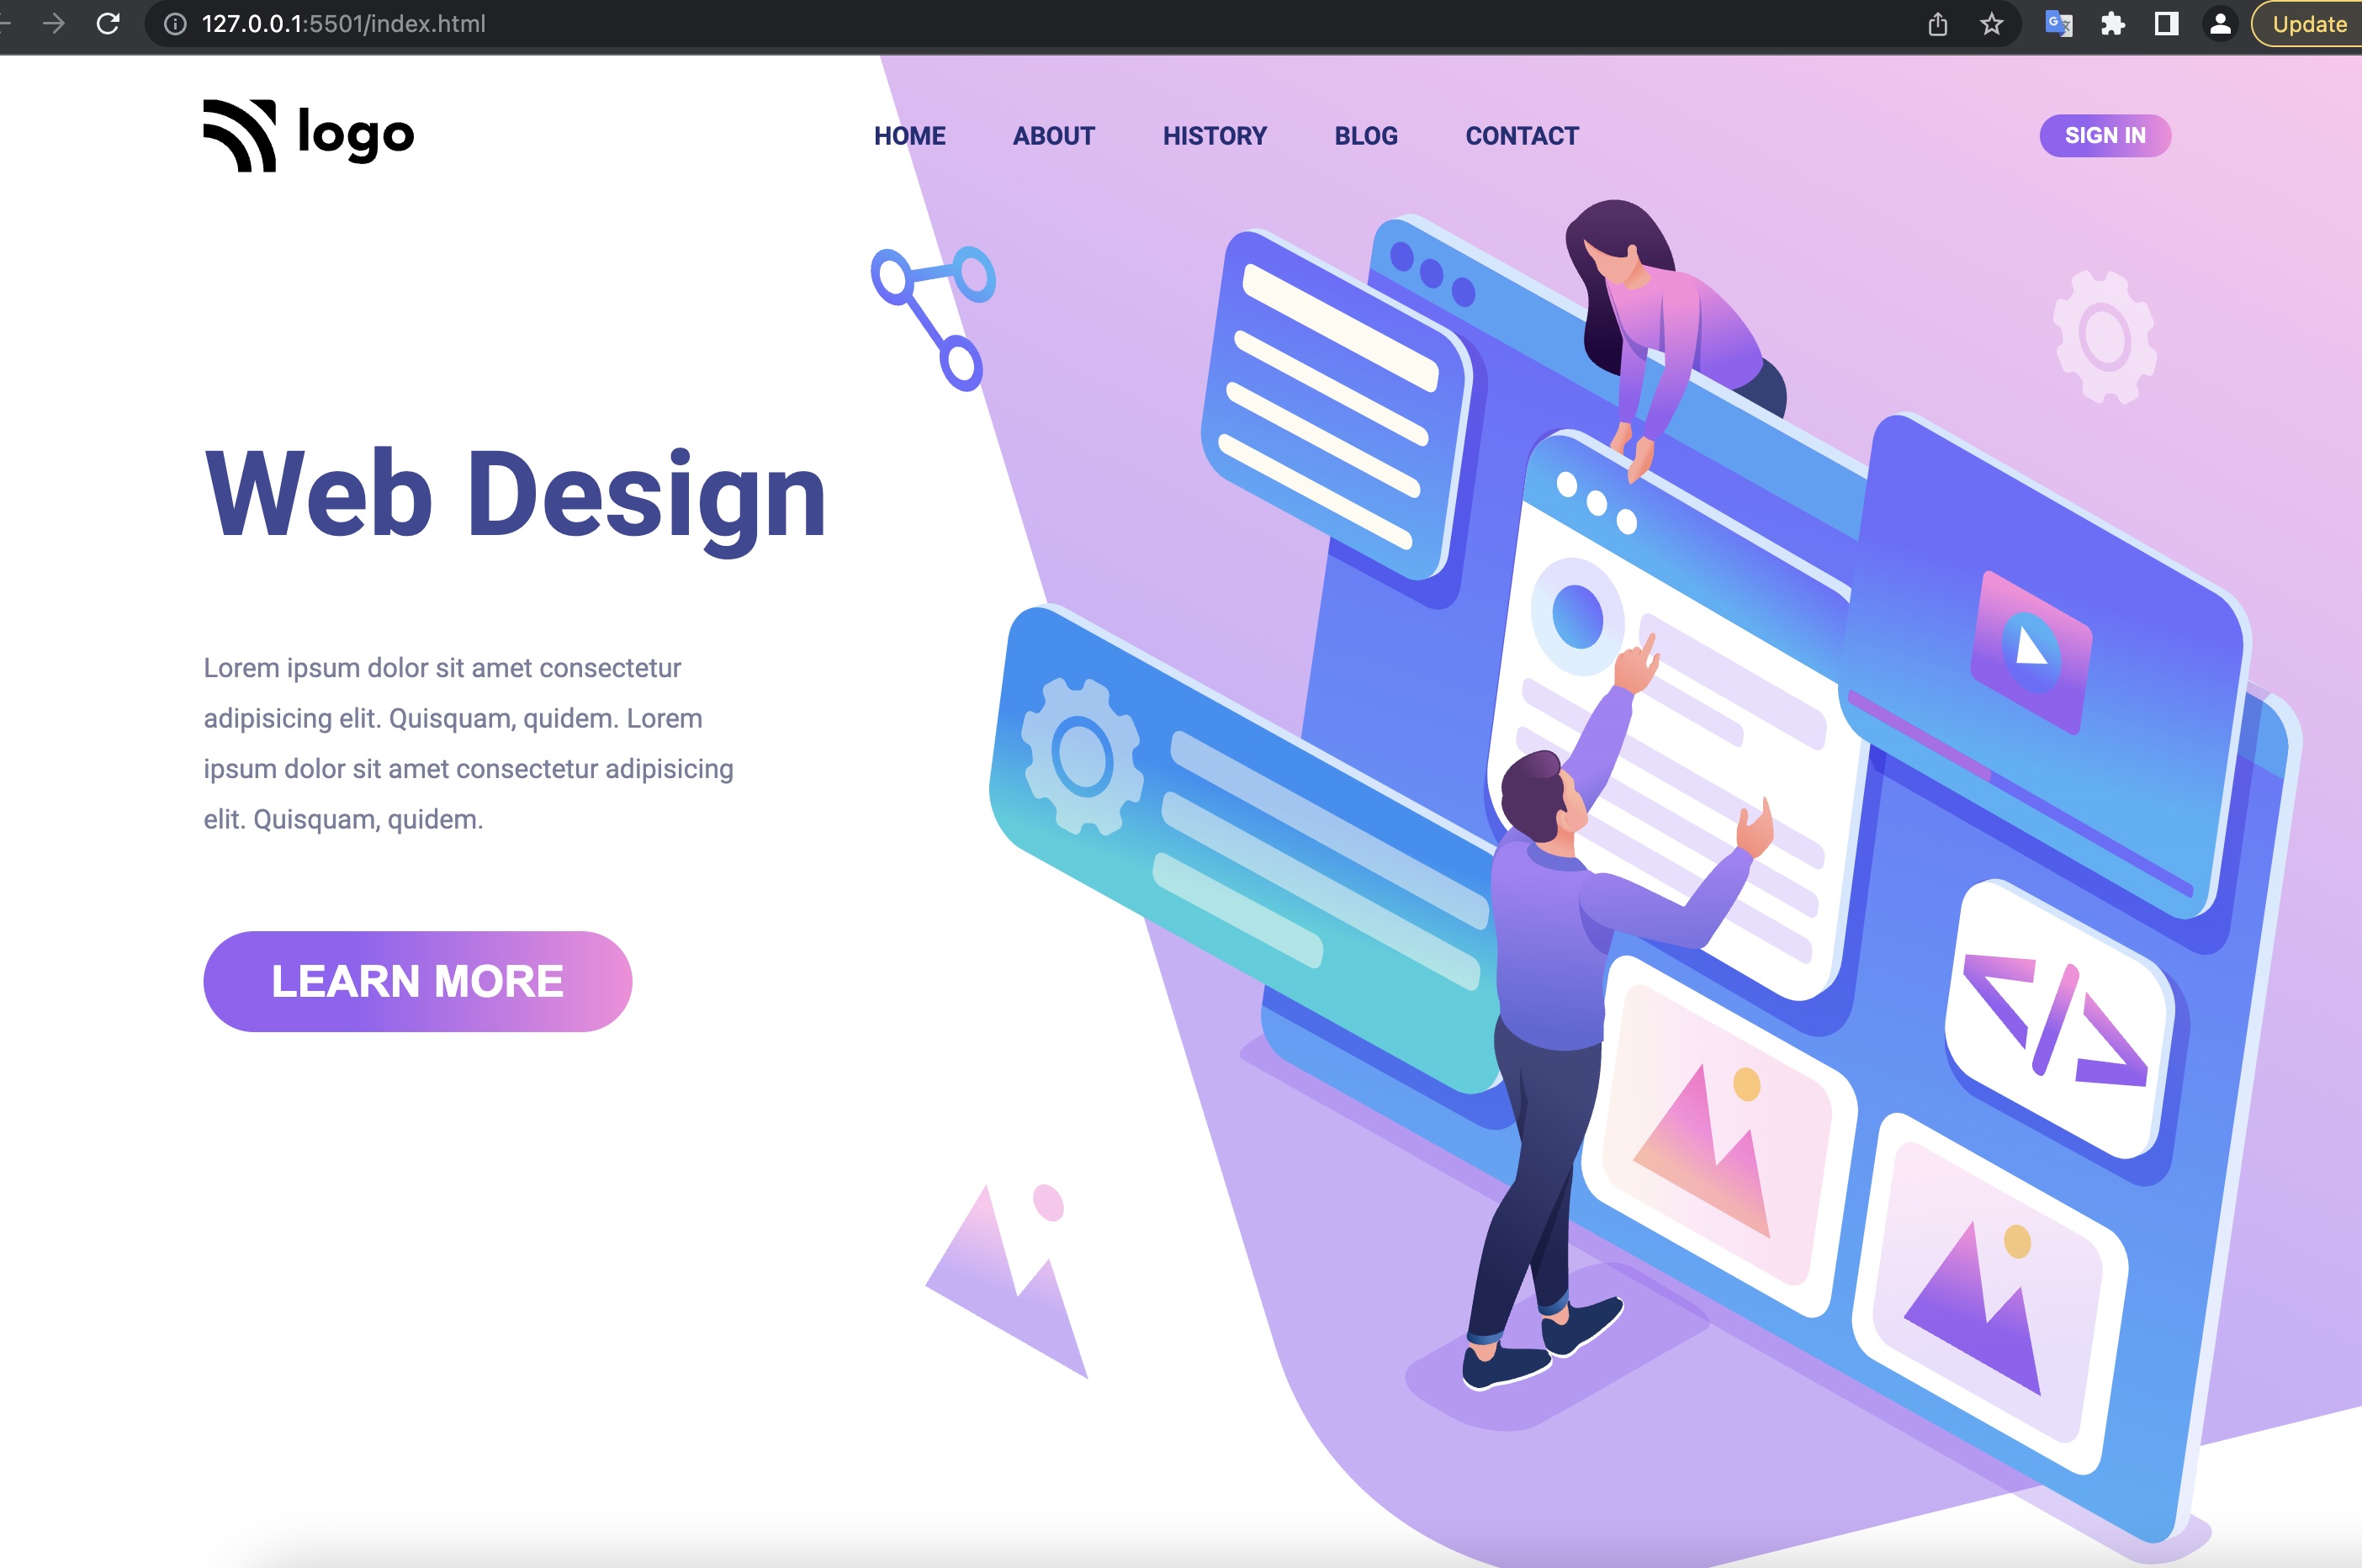 127.0.0.1:5501/index.html
Update
logo
HOME ABOUT HISTORY BLOG CONTACT
SIGN IN
Web Design
Lorem ipsum dolor sit amet consectetur
adipisicing elit. Quisquam, quidem. Lorem
ipsum dolor sit amet consectetur adipisicing
elit. Quisquam, quidem.
LEARN MORE
</>